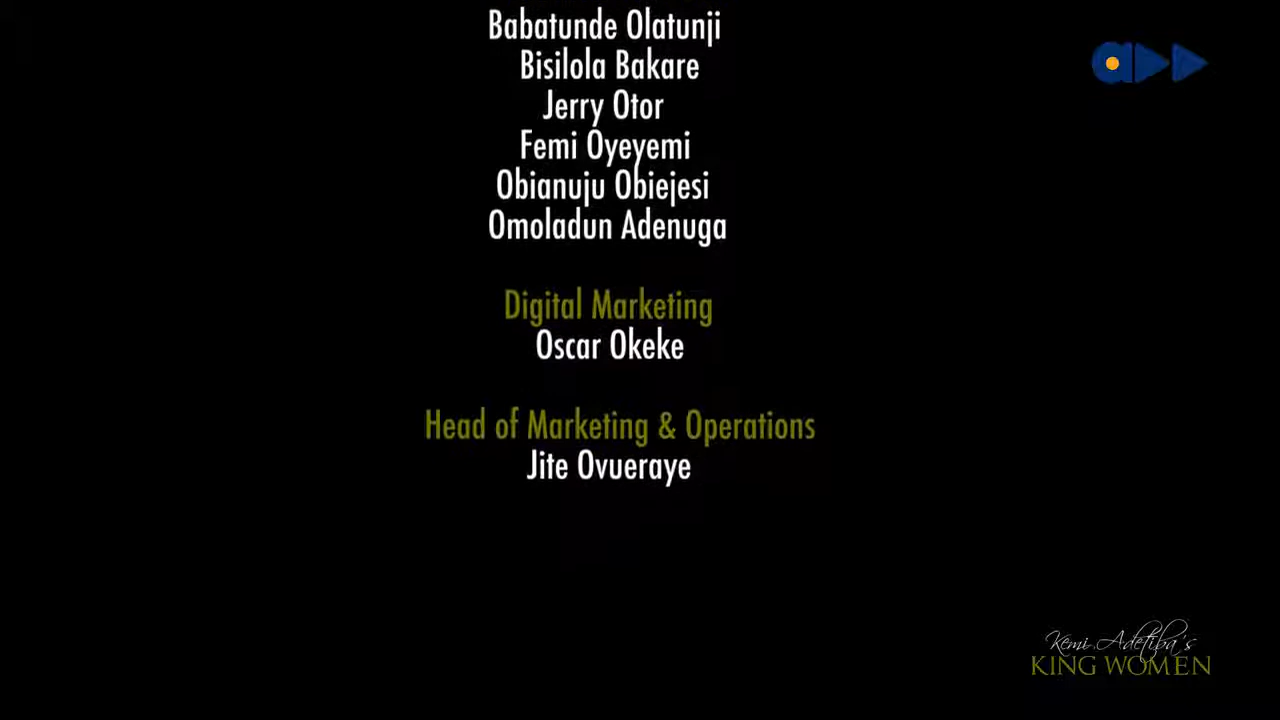 Babatunde Olatunji
Bisilola Bakare
Jerry Otor
Femi Oyeyemi
Obianuju Obiejesi
Omoladun Adenuga
Digital Marketing
Oscar Okeke
Head of Marketing & Operations
Jite Ovueraye
Kemi Adetiba's
KING WOMEN